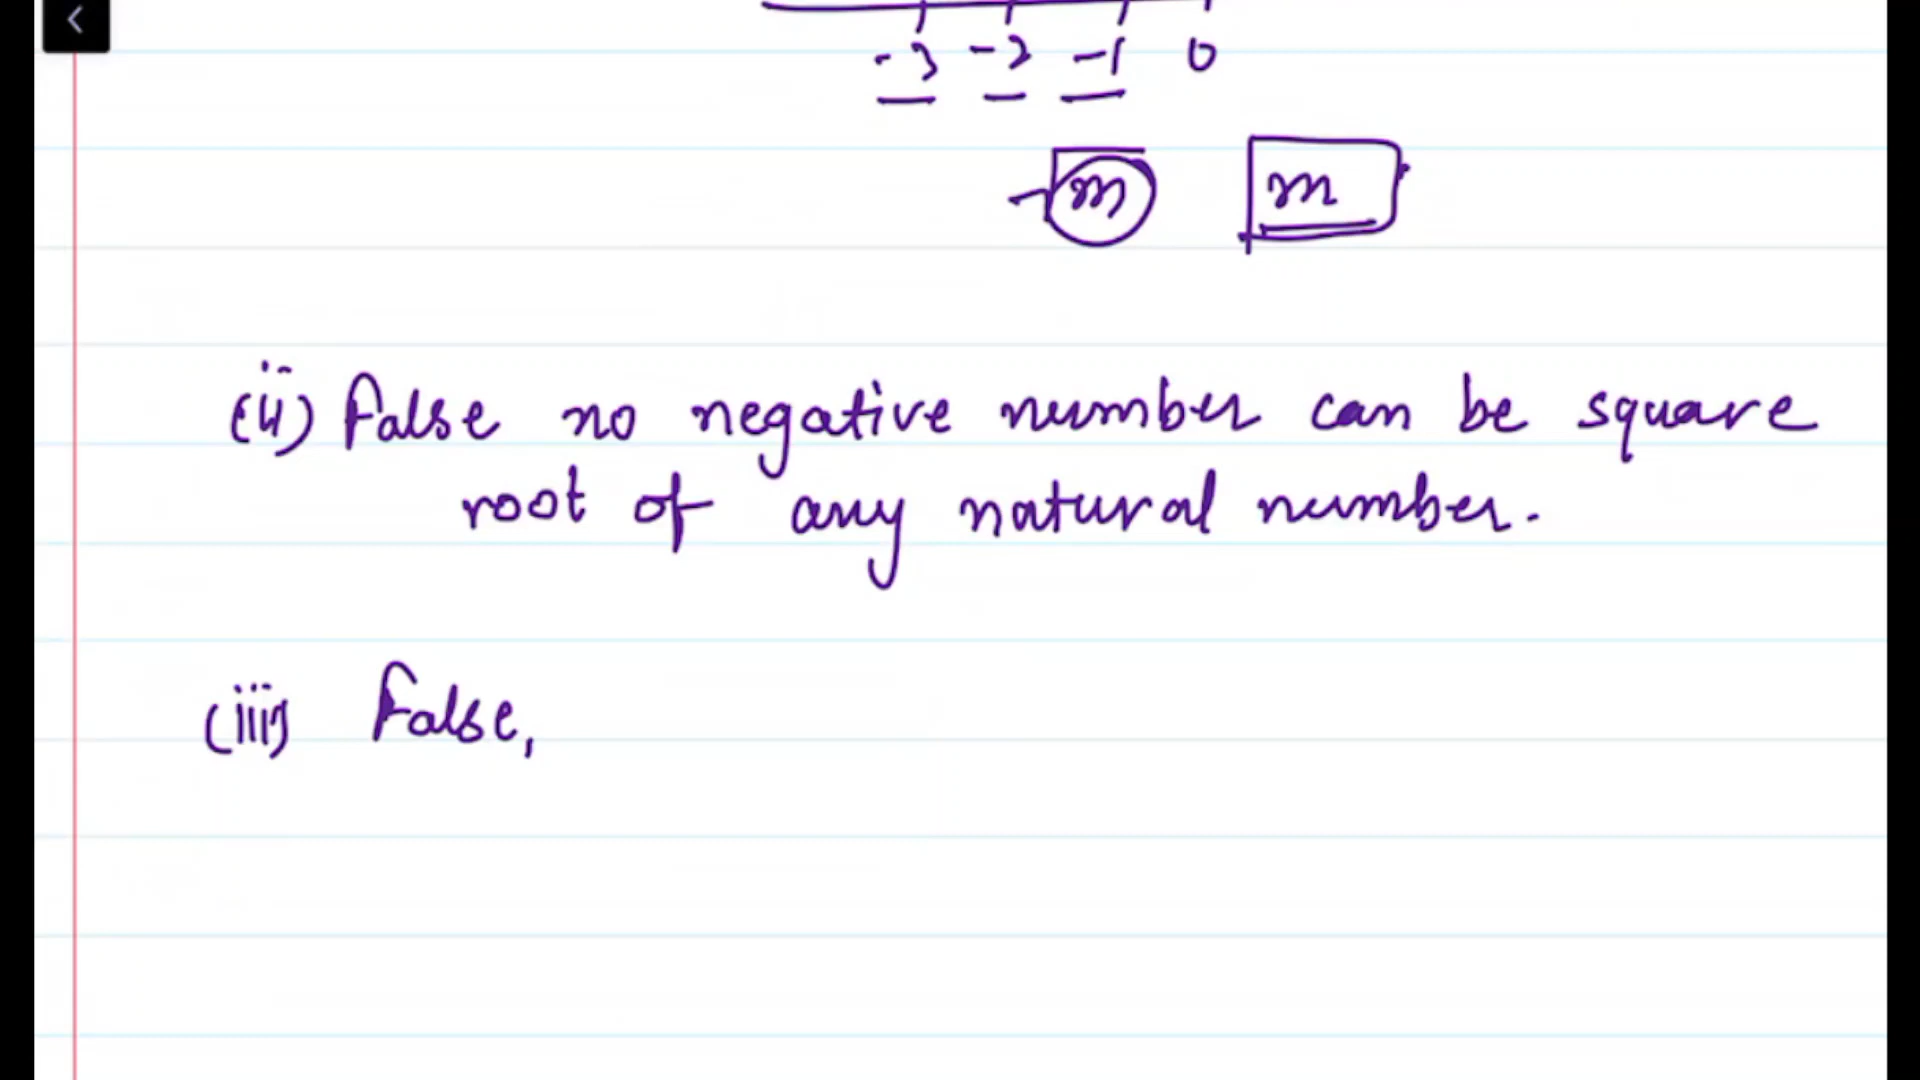 -3 -2 -1 0
√m m
(ii) False no negative number can be square
root of any natural number.
(iii) False,